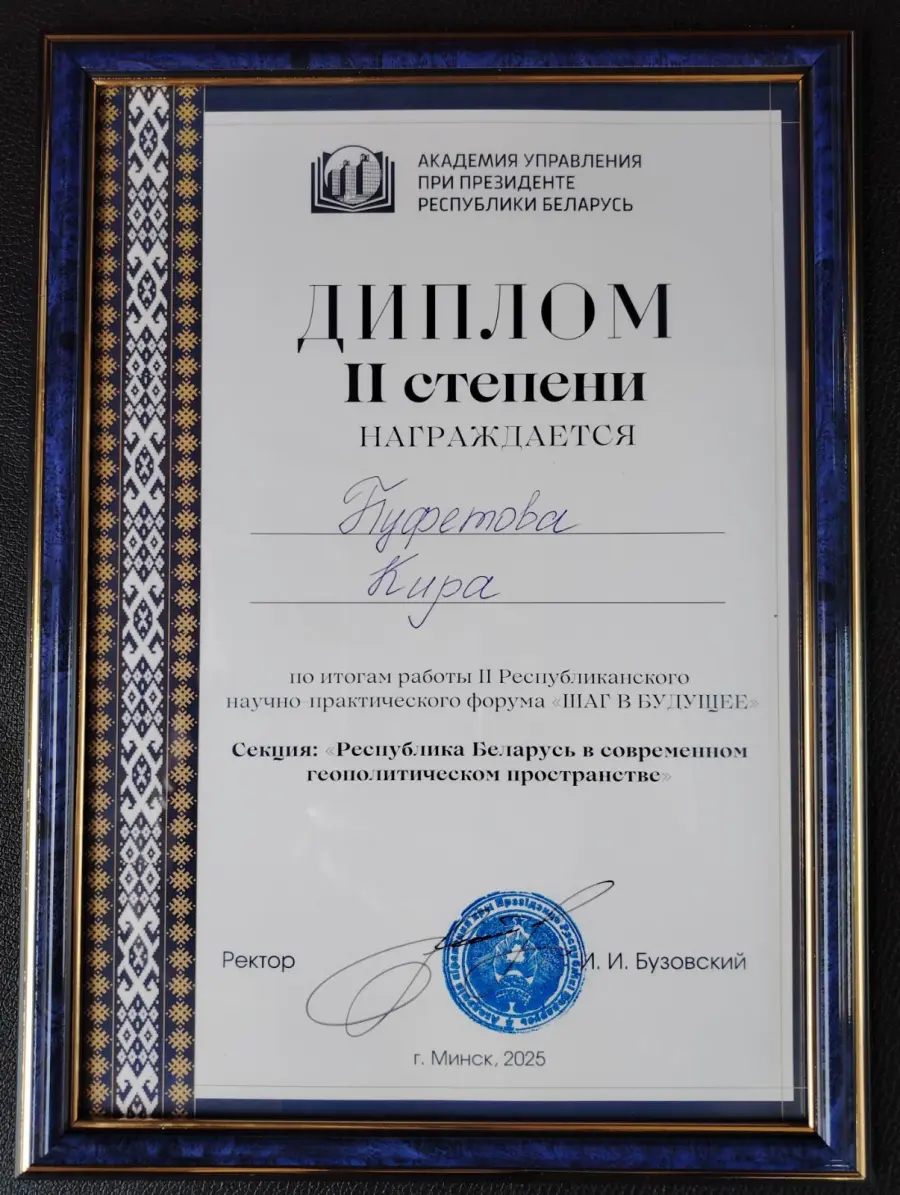 АКАДЕМИЯ УПРАВЛЕНИЯ
ПРИ ПРЕЗИДЕНТЕ
РЕСПУБЛИКИ БЕЛАРУСЬ
ДИПЛОМ
II степени
НАГРАЖДАЕТСЯ
Пуфетова
Кира
по итогам работы II Республиканского
научно-практического форума «ШАГ В БУДУЩЕЕ»
Секция: «Республика Беларусь в современном
геополитическом пространстве»
Ректор
И. И. Бузовский
г. Минск, 2025